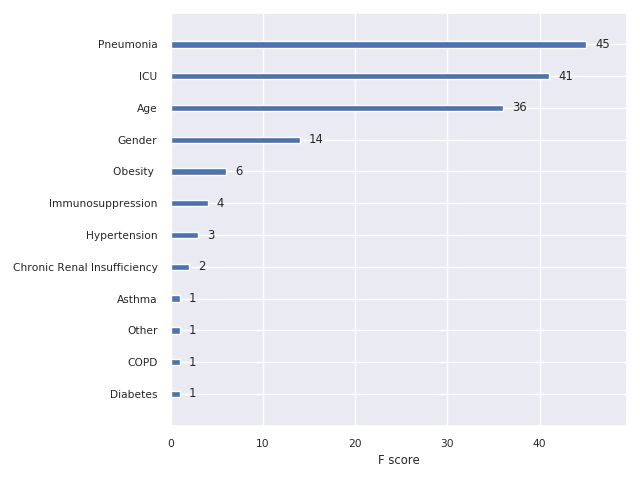 Pneumonia 45
ICU 41
Age 36
Gender 14
Obesity 6
Immunosuppression 4
Hypertension 3
Chronic Renal Insufficiency 2
Asthma 1
Other 1
COPD 1
Diabetes 1
0 10 20 30 40
F score